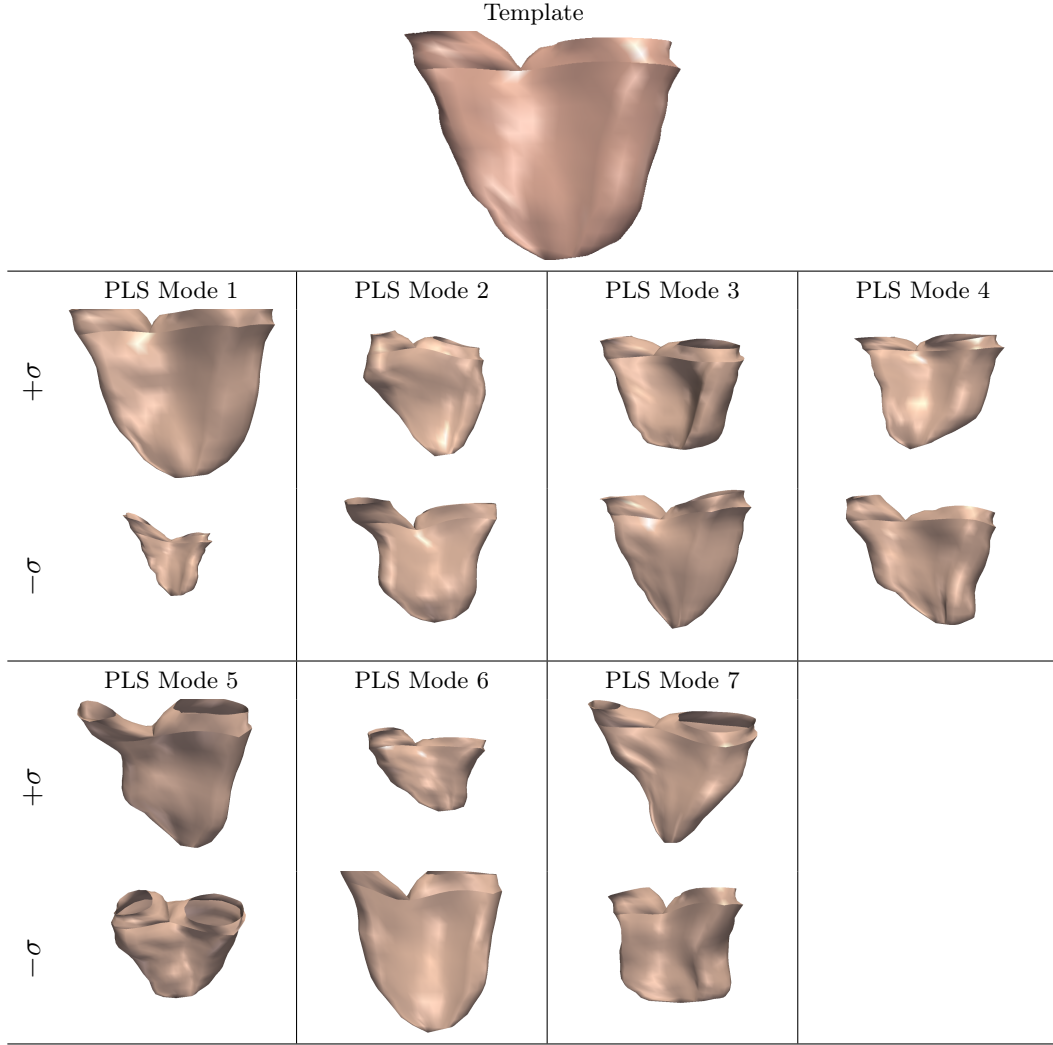 Template
PLS Mode 1 PLS Mode 2 PLS Mode 3 PLS Mode 4
+σ
−σ
PLS Mode 5 PLS Mode 6 PLS Mode 7
+σ
−σ